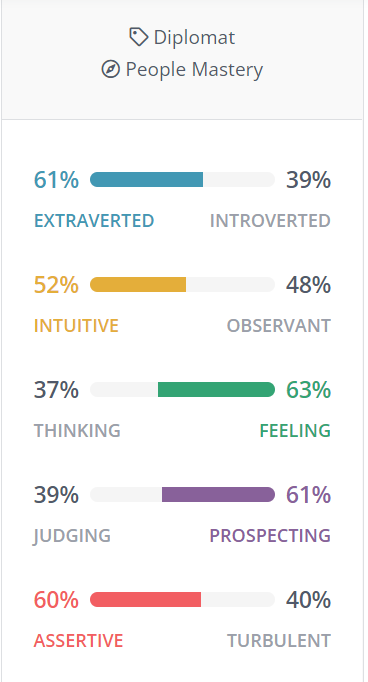 Diplomat
People Mastery
61% 39%
EXTRAVERTED INTROVERTED
52% 48%
INTUITIVE OBSERVANT
37% 63%
THINKING FEELING
39% 61%
JUDGING PROSPECTING
60% 40%
ASSERTIVE TURBULENT